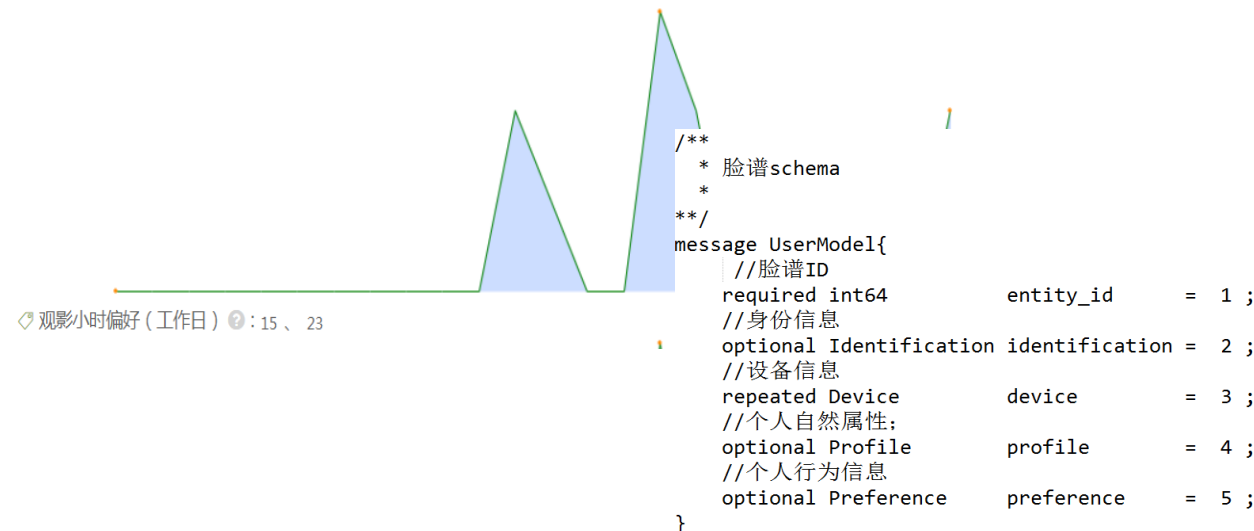 /**
* 脸谱schema
*
**/
message UserModel{
//脸谱ID
required int64 entity_id = 1 ;
//身份信息
optional Identification identification = 2 ;
//设备信息
repeated Device device = 3 ;
//个人自然属性;
optional Profile profile = 4 ;
//个人行为信息
optional Preference preference = 5 ;
}
观影小时偏好 ( 工作日 ) ? : 15 、 23